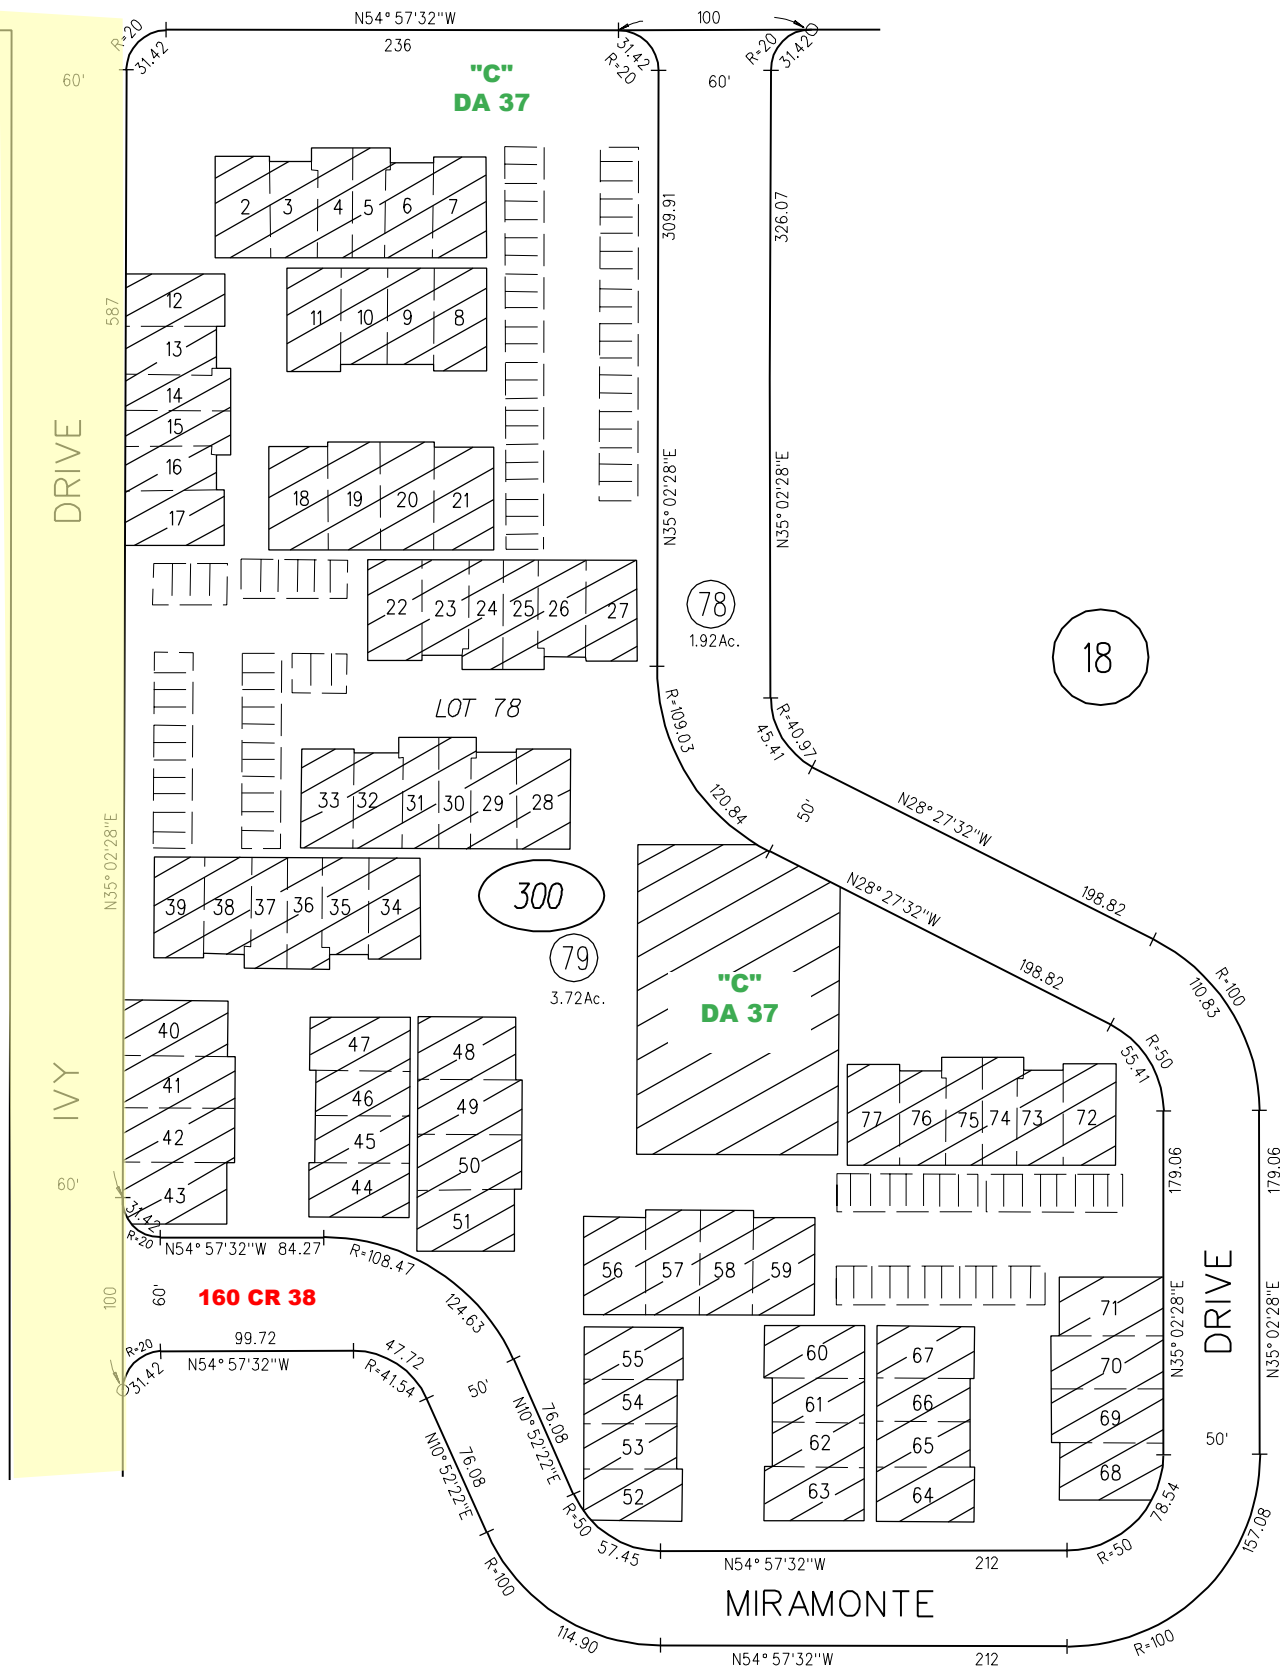 N54° 57'32"W
100
R=20
31.42
236
31.42
R=20
R=20
31.42
60'
"C"
DA 37
60'
2 3 4 5 6 7
309.91
326.07
587
12
11 10 9 8
13
14
15
16
17
DRIVE
18 19 20 21
N35° 02'28"E
N35° 02'28"E
22 23 24 25 26 27
78
1.92Ac.
18
LOT 78
R=109.03
R=40.97
45.41
33 32 31 30 29 28
120.84
50'
N28° 27'32"W
N35° 02'28"E
300
N28° 27'32"W
198.82
39 38 37 36 35 34
79
3.72Ac.
"C"
DA 37
198.82
R=100
110.83
R=50
55.41
40
41
42
43
47
46
45
44
48
49
50
51
77 76 75 74 73 72
IVY
60'
179.06
179.06
31.42
R=20
N54° 57'32"W 84.27
R=108.47
124.63
56 57 58 59
100
60'
160 CR 38
71
70
69
68
N35° 02'28"E
DRIVE
N35° 02'28"E
R=20
31.42
99.72
N54° 57'32"W
47.72
R=41.54
50'
55
54
53
52
60
61
62
63
67
66
65
64
50'
N10° 52'22"E
76.08
N10° 52'22"E
76.08
R=50
57.45
N54° 57'32"W
212
R=50
78.54
157.08
R=100
MIRAMONTE
114.90
N54° 57'32"W
212
R=100